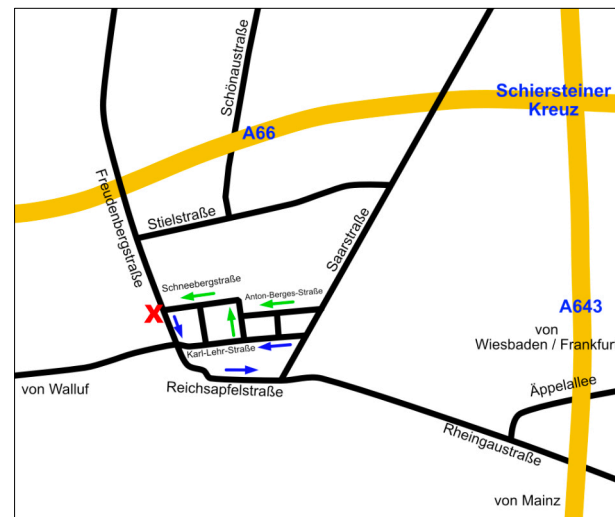 Schönaustraße
Schiersteiner
Kreuz
A66
Freudenbergstraße
Stielstraße
Saarstraße
Schneebergstraße
Anton-Berges-Straße
X
A643
von
Wiesbaden / Frankfurt
Karl-Lehr-Straße
von Walluf
Reichsapfelstraße
Äppelallee
Rheingaustraße
von Mainz